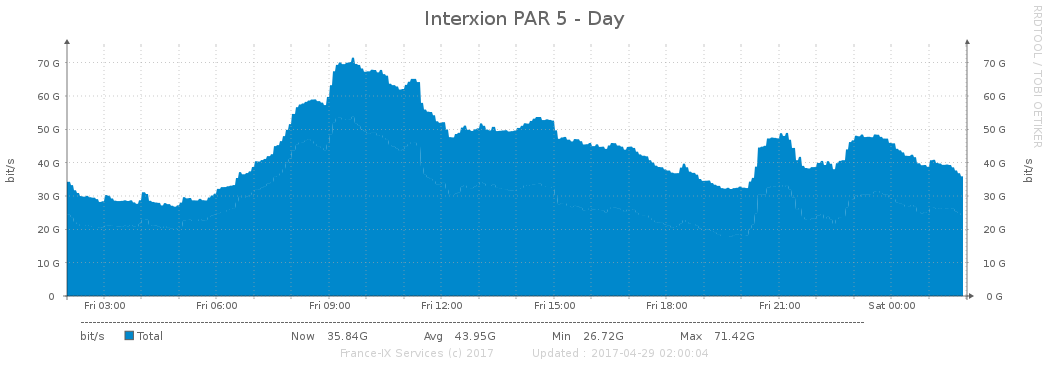 Interxion PAR 5 - Day
RRDTOOL / TOBI OETIKER
bit/s
70 G 70 G
60 G 60 G
50 G 50 G
40 G 40 G
30 G 30 G
20 G 20 G
10 G 10 G
0 0 G
bit/s
Fri 03:00 Fri 06:00 Fri 09:00 Fri 12:00 Fri 15:00 Fri 18:00 Fri 21:00 Sat 00:00
bit/s Total Now 35.84G Avg 43.95G Min 26.72G Max 71.42G
France-IX Services (c) 2017 Updated : 2017-04-29 02:00:04